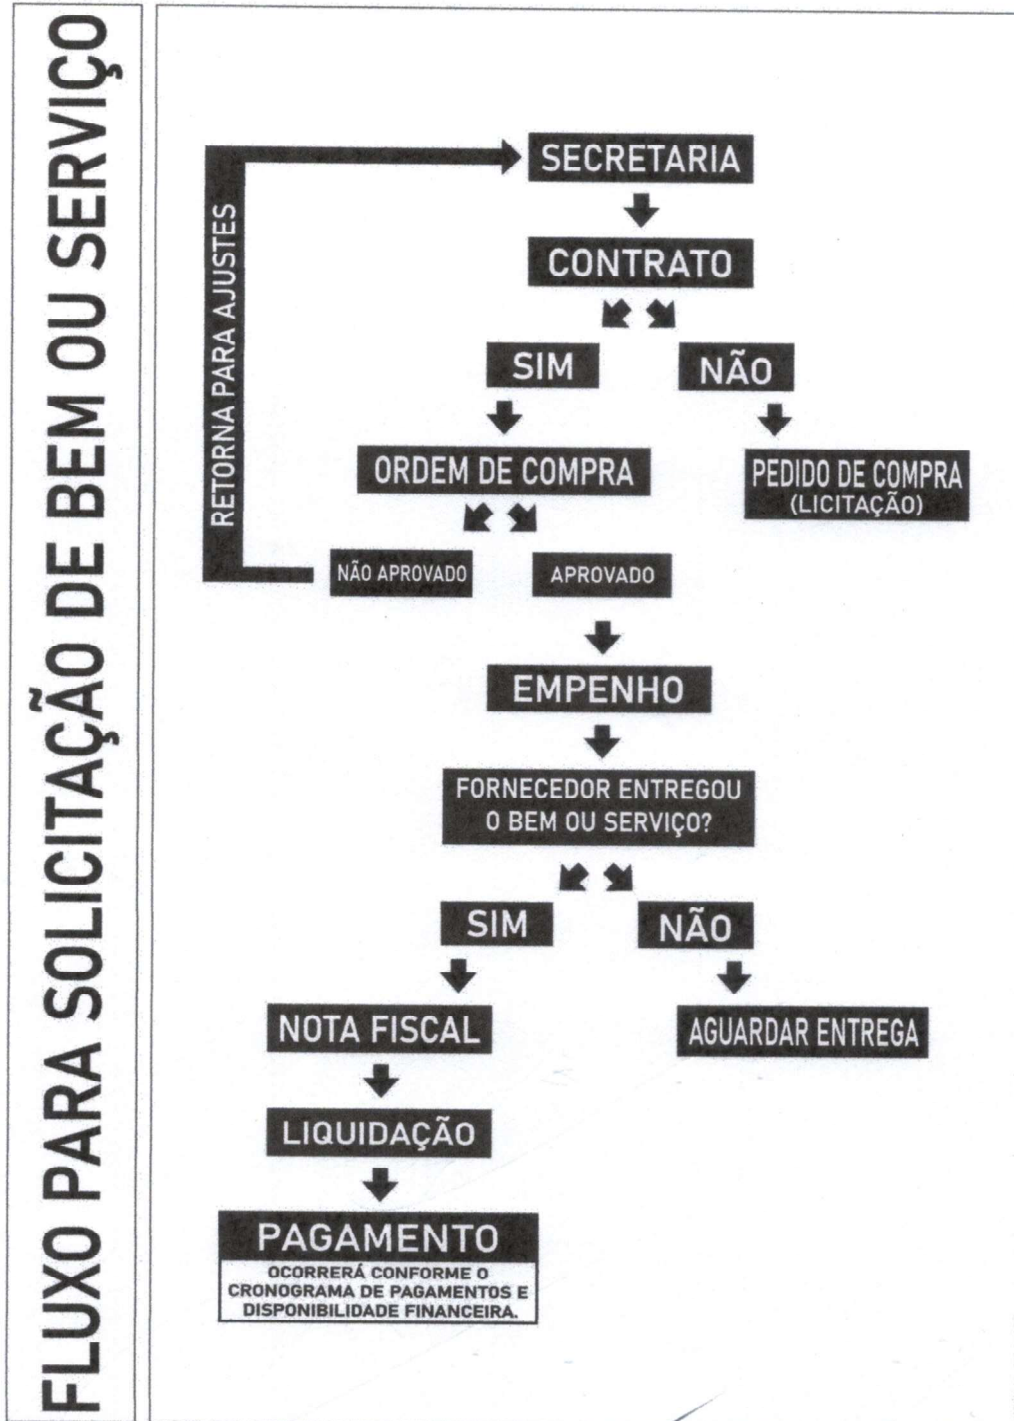 FLUXO PARA SOLICITAÇÃO DE BEM OU SERVIÇO
SECRETARIA
CONTRATO
RETORNA PARA AJUSTES
SIM
NÃO
ORDEM DE COMPRA
PEDIDO DE COMPRA
(LICITAÇÃO)
NÃO APROVADO
APROVADO
EMPENHO
FORNECEDOR ENTREGOU
O BEM OU SERVIÇO?
SIM
NÃO
NOTA FISCAL
AGUARDAR ENTREGA
LIQUIDAÇÃO
PAGAMENTO
OCORRERÁ CONFORME O
CRONOGRAMA DE PAGAMENTOS E
DISPONIBILIDADE FINANCEIRA.